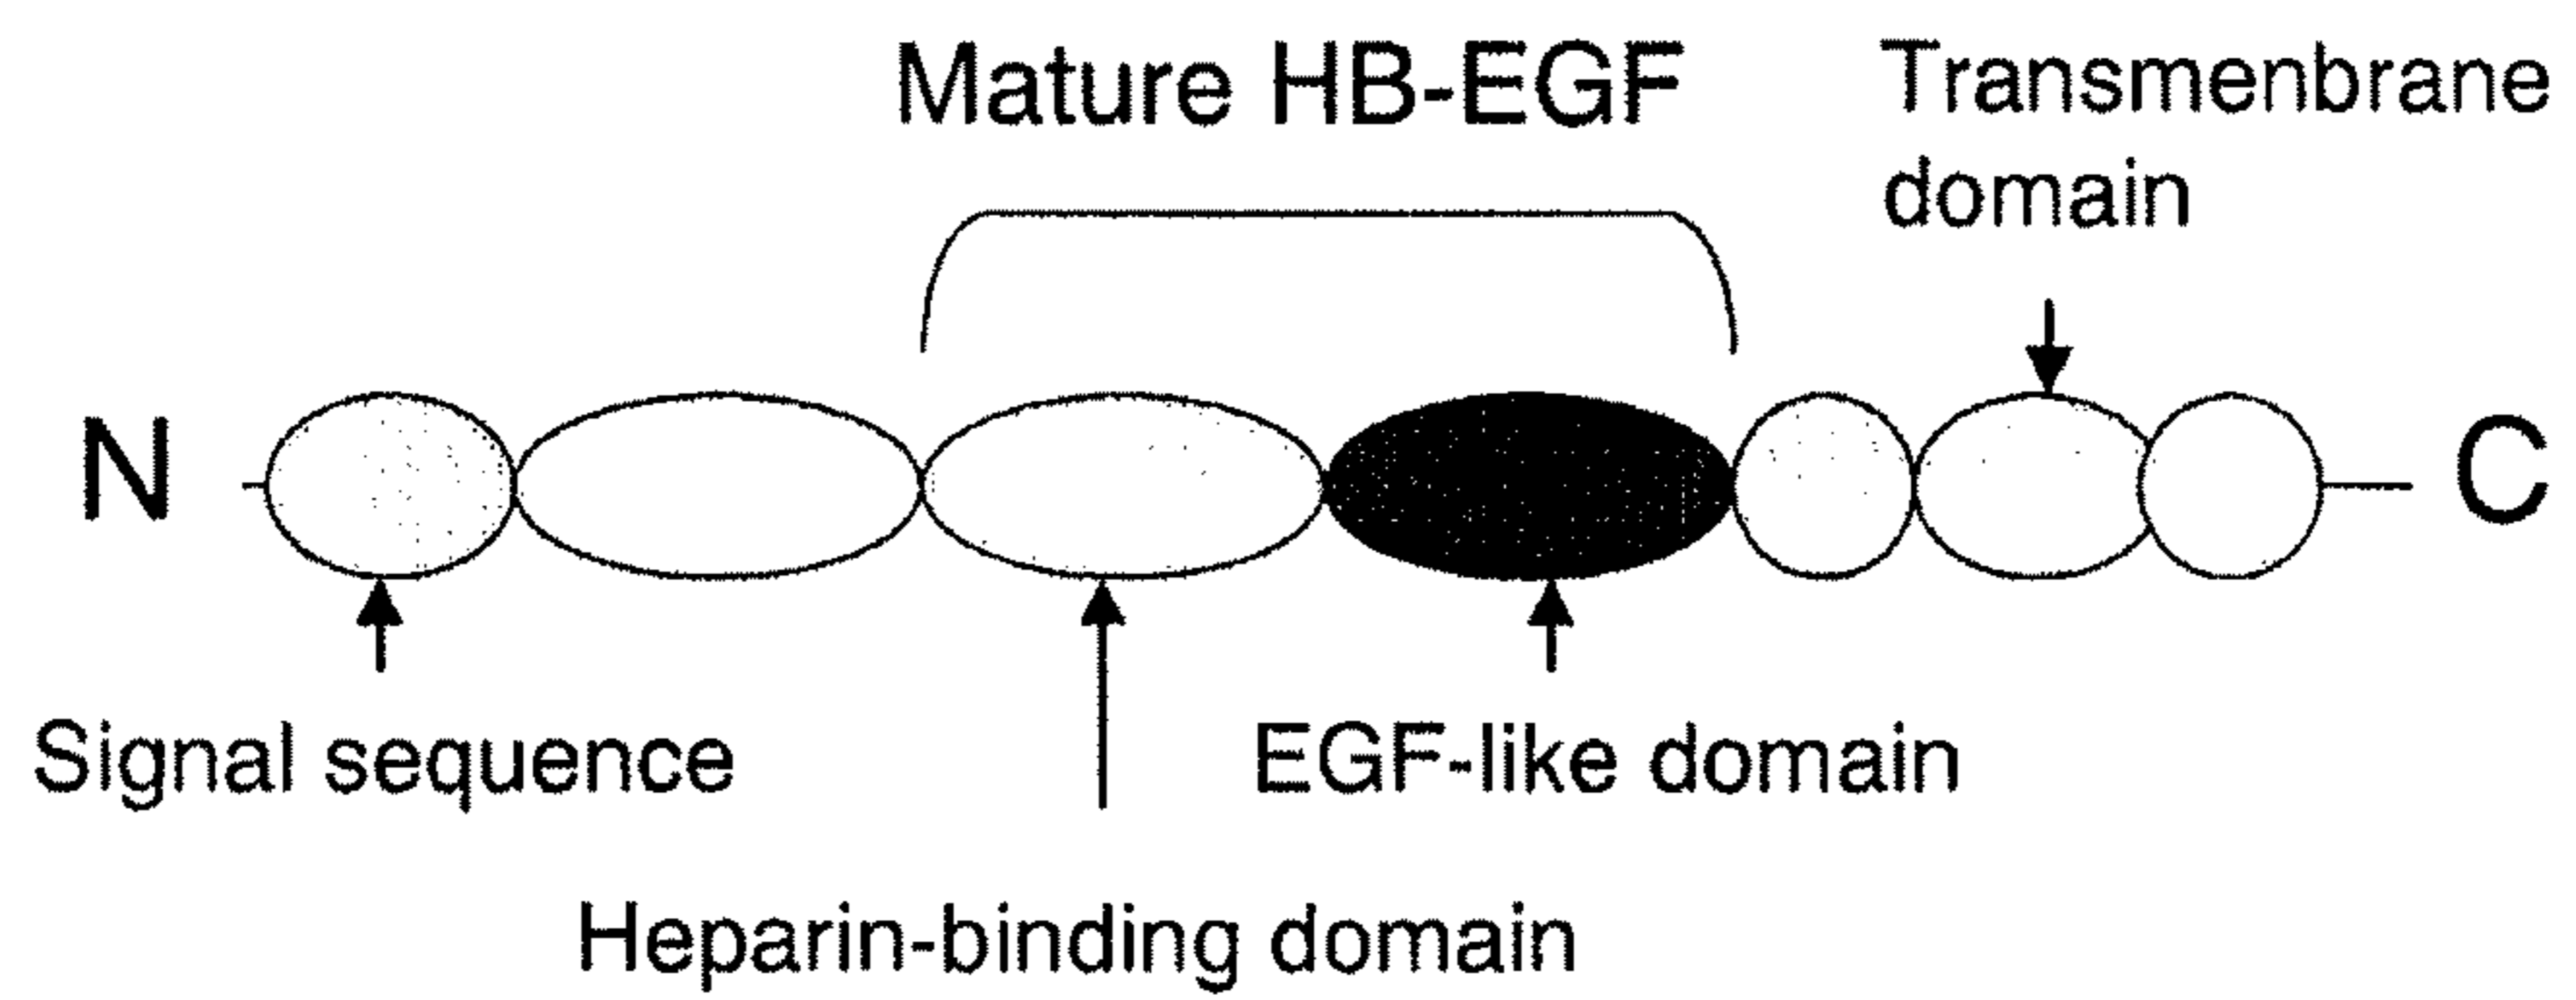 Mature HB-EGF
Transmenbrane
domain
N
C
Signal sequence
EGF-like domain
Heparin-binding domain